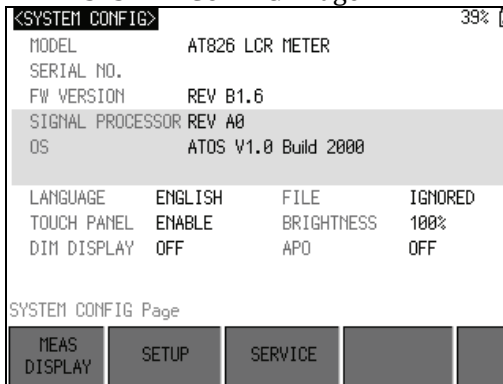 <SYSTEM CONFIG> 39%
MODEL AT826 LCR METER
SERIAL NO.
FW VERSION REV B1.6
SIGNAL PROCESSOR REV A0
OS ATOS V1.0 Build 2000
LANGUAGE ENGLISH FILE IGNORED
TOUCH PANEL ENABLE BRIGHTNESS 100%
DIM DISPLAY OFF APO OFF
SYSTEM CONFIG Page
MEAS DISPLAY SETUP SERVICE